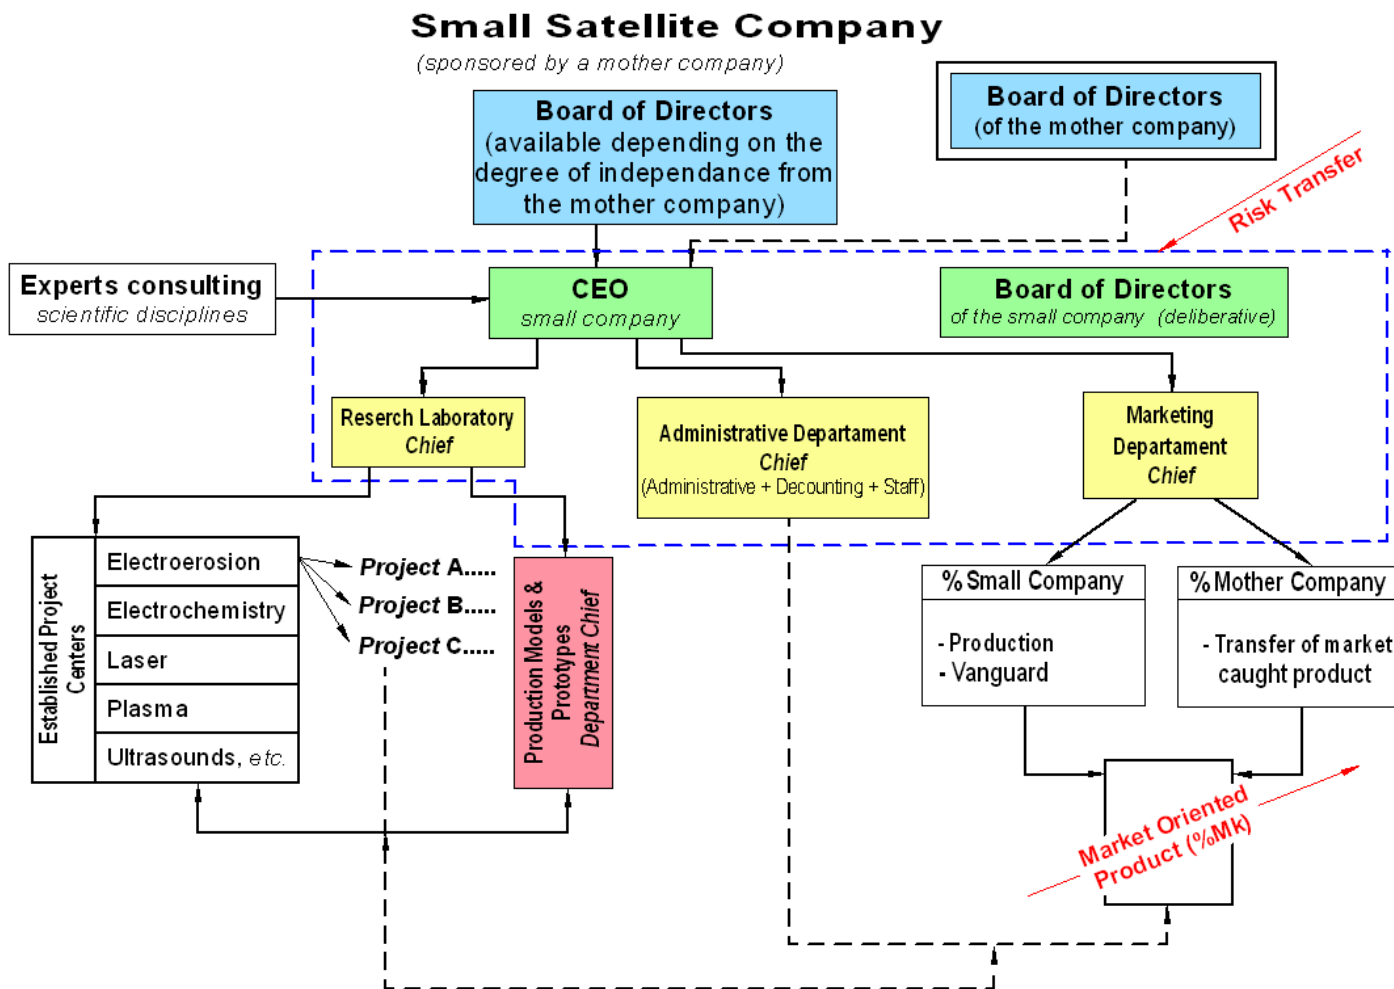 Small Satellite Company
(sponsored by a mother company)
Board of Directors
(available depending on the
degree of independance from
the mother company)
Board of Directors
(of the mother company)
Risk Transfer
Experts consulting
scientific disciplines
CEO
small company
Board of Directors
of the small company (deliberative)
Reserch Laboratory
Chief
Administrative Departament
Chief
(Administrative + Decounting + Staff)
Marketing
Departament
Chief
Established Project
Centers
Electroerosion
Electrochemistry
Laser
Plasma
Ultrasounds, etc.
Project A.....
Project B.....
Project C.....
Production Models &
Prototypes
Department Chief
% Small Company
- Production
- Vanguard
% Mother Company
- Transfer of market
caught product
Market Oriented
Product (%Mk)